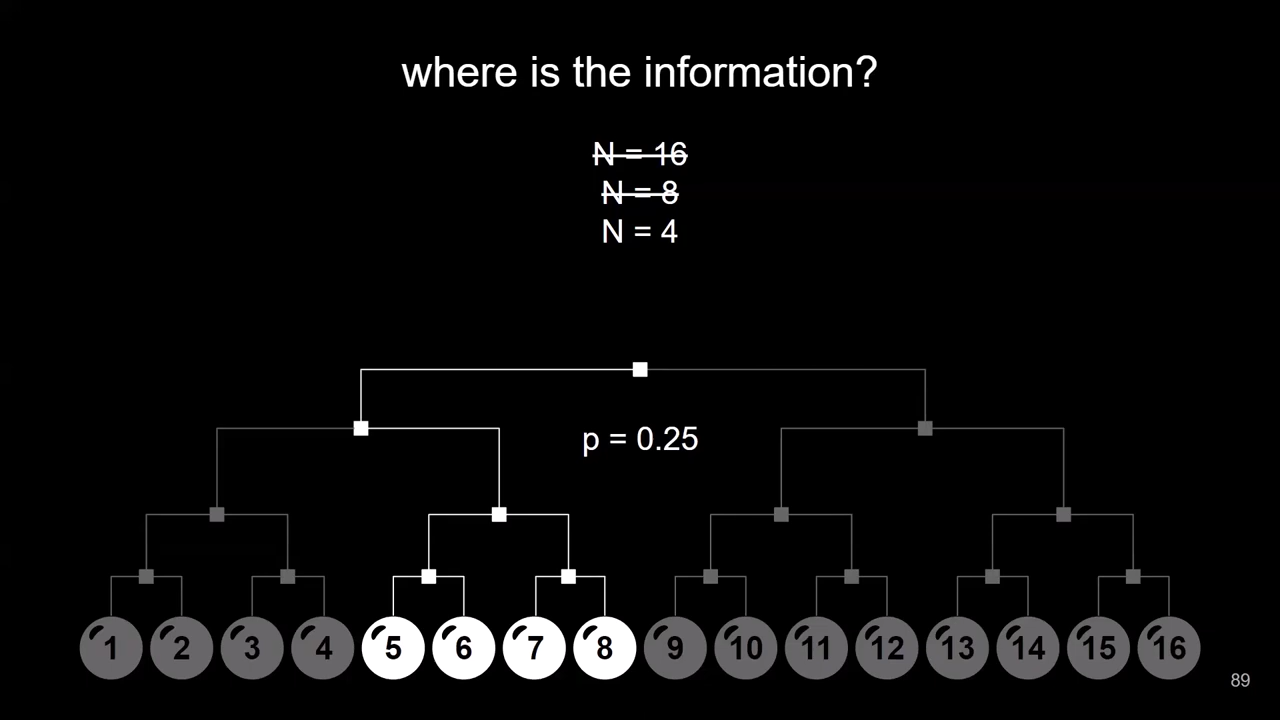 where is the information?
N = 16
N = 8
N = 4
p = 0.25
1 2 3 4 5 6 7 8 9 10 11 12 13 14 15 16
89